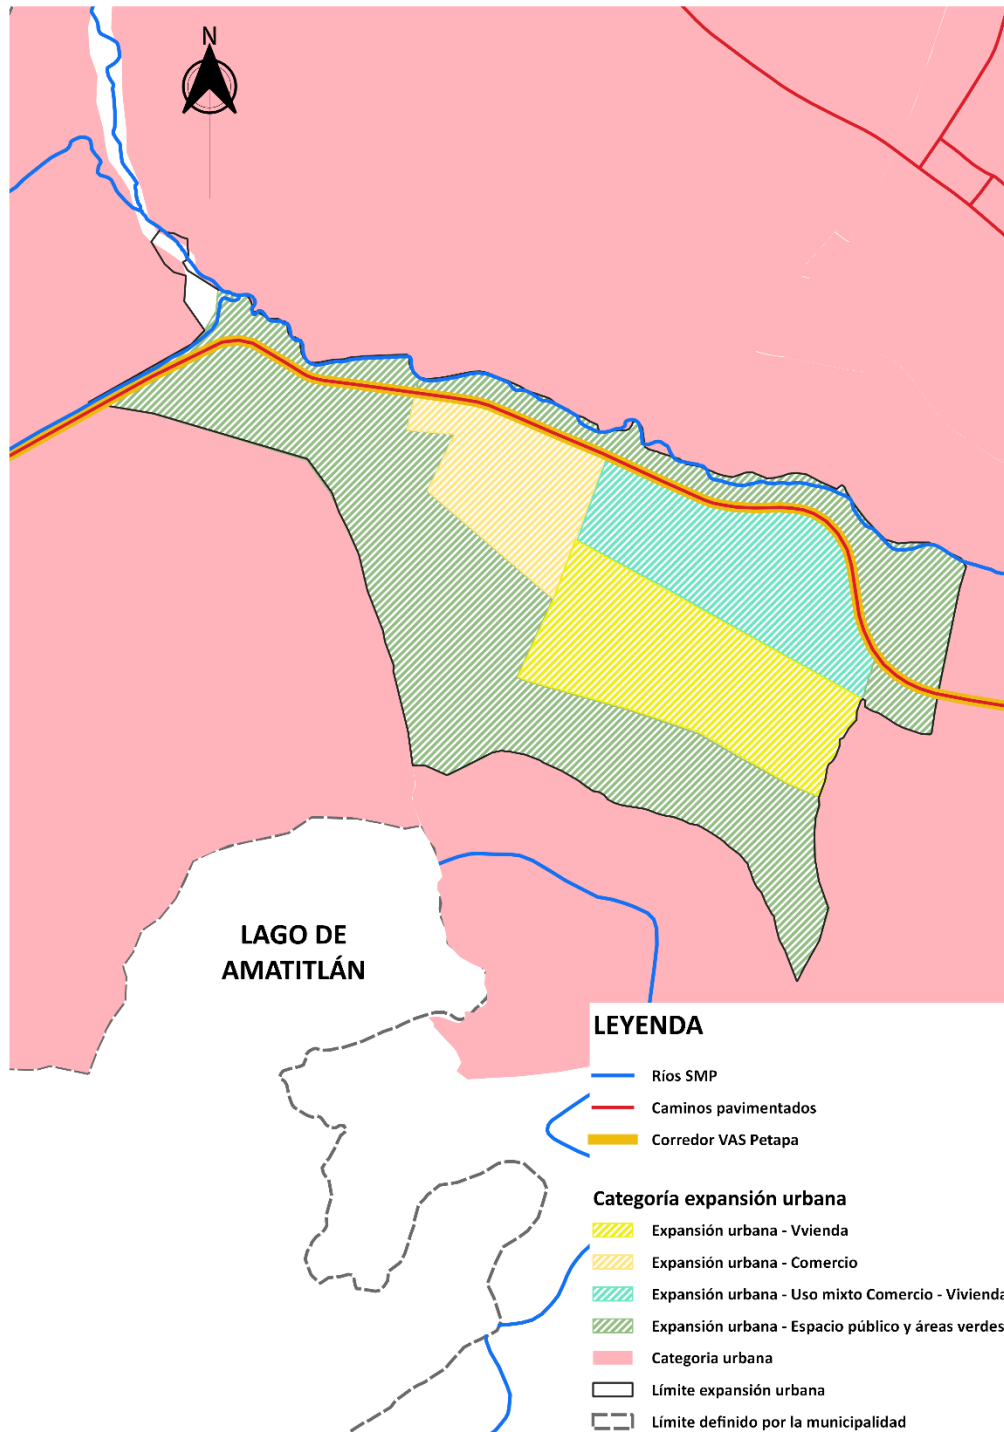 N
LAGO DE
AMATITLÁN
LEYENDA
Ríos SMP
Caminos pavimentados
Corredor VAS Petapa
Categoría expansión urbana
Expansión urbana - Vvienda
Expansión urbana - Comercio
Expansión urbana - Uso mixto Comercio - Vivienda
Expansión urbana - Espacio público y áreas verdes
Categoria urbana
Límite expansión urbana
Límite definido por la municipalidad